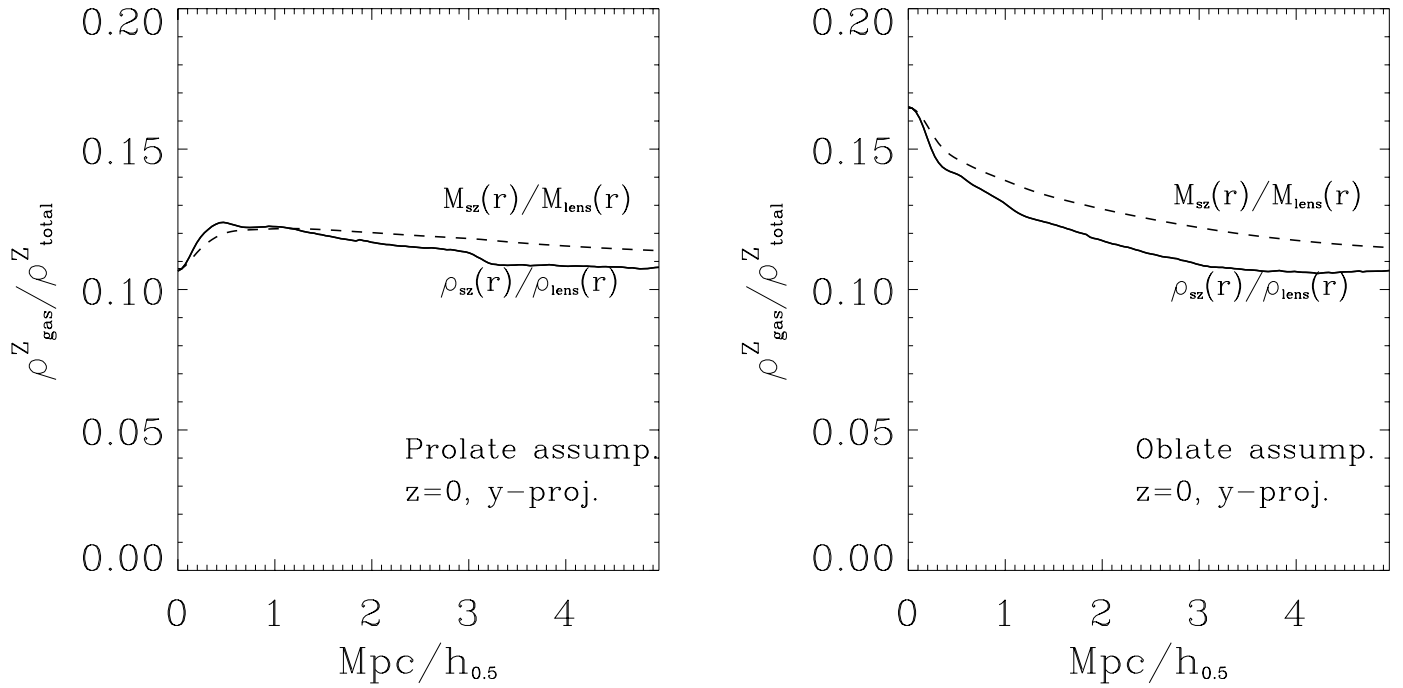 0.20
0.15
0.10
0.05
0.00
ρ^Z_gas/ρ^Z_total
M_sz(r)/M_lens(r)
ρ_sz(r)/ρ_lens(r)
Prolate assump.
z=0, y-proj.
0 1 2 3 4
Mpc/h_0.5
0.20
0.15
0.10
0.05
0.00
ρ^Z_gas/ρ^Z_total
M_sz(r)/M_lens(r)
ρ_sz(r)/ρ_lens(r)
Oblate assump.
z=0, y-proj.
0 1 2 3 4
Mpc/h_0.5